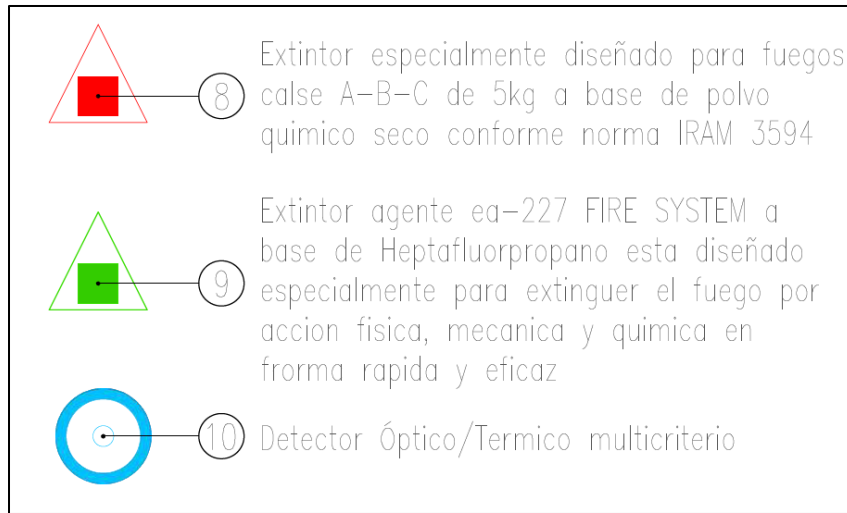 8
Extintor especialmente diseñado para fuegos
calse A-B-C de 5kg a base de polvo
quimico seco conforme norma IRAM 3594
9
Extintor agente ea-227 FIRE SYSTEM a
base de Heptafluorpropano esta diseñado
especialmente para extinguer el fuego por
accion fisica, mecanica y quimica en
frorma rapida y eficaz
10
Detector Óptico/Termico multicriterio